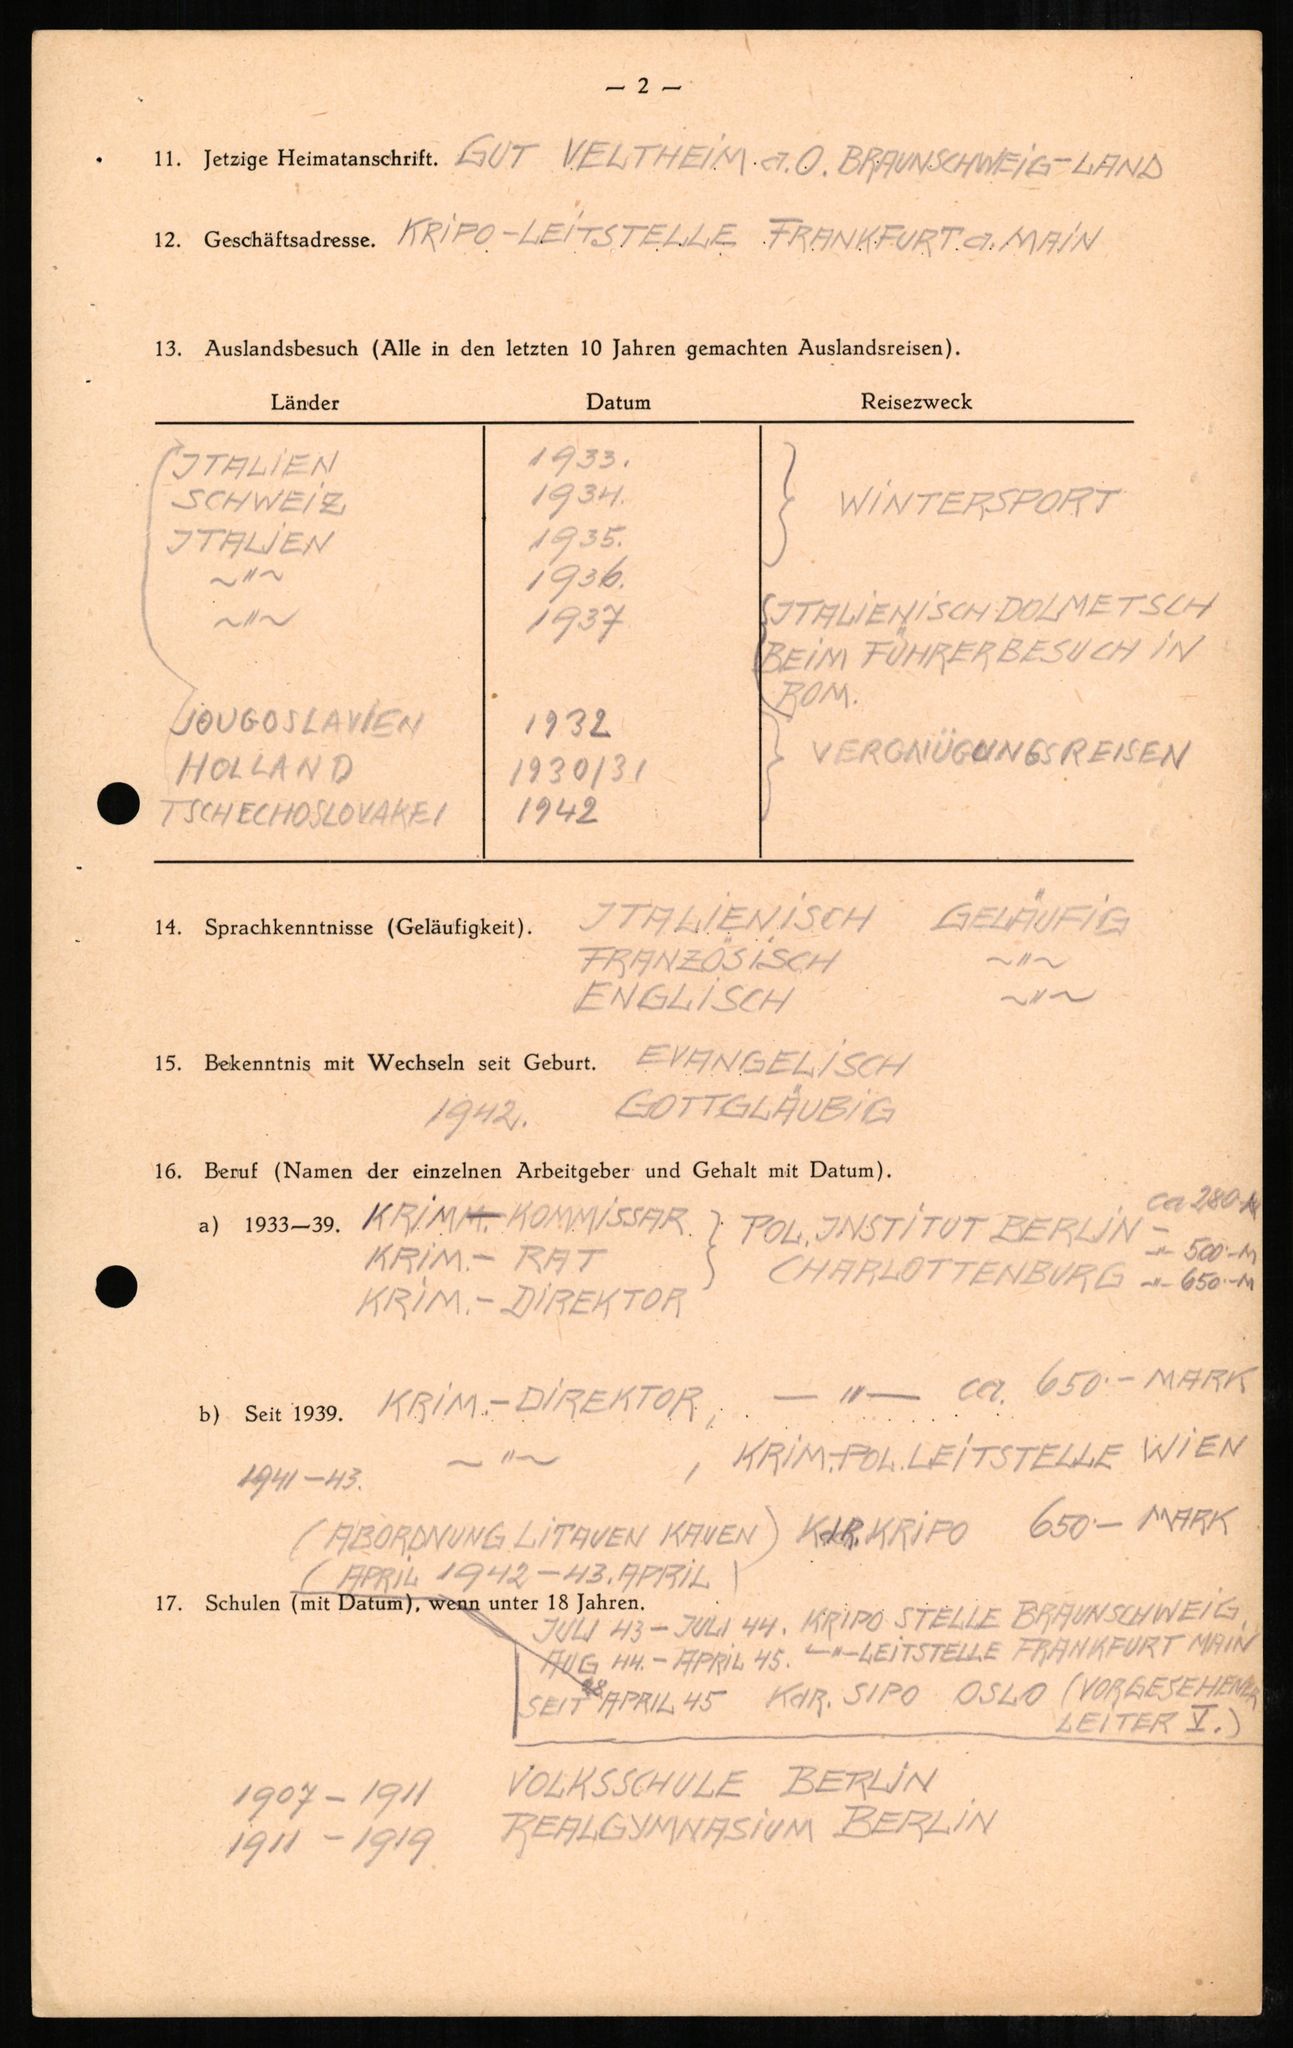 — 2 —
11. Jetzige Heimatanschrift. GUT VELTHEIM a.O. BRAUNSCHWEIG-LAND
12. Geschäftsadresse. KRIPO-LEITSTELLE FRANKFURT a. MAIN
13. Auslandsbesuch (Alle in den letzten 10 Jahren gemachten Auslandsreisen).
Länder Datum Reisezweck
ITALIEN 1933.
SCHWEIZ 1934. WINTERSPORT
ITALIEN 1935.
~"~ 1936.
~"~ 1937 ITALIENISCH-DOLMETSCH
BEIM FÜHRERBESUCH IN
ROM.
JOUGOSLAVIEN 1932
HOLLAND 1930/31 VERGNÜGUNGSREISEN
TSCHECHOSLOVAKEI 1942
14. Sprachkenntnisse (Geläufigkeit). ITALIENISCH GELÄUFIG
FRANZÖSISCH ~"~
ENGLISCH ~"~
15. Bekenntnis mit Wechseln seit Geburt. EVANGELISCH
1942. GOTTGLÄUBIG
16. Beruf (Namen der einzelnen Arbeitgeber und Gehalt mit Datum).
a) 1933—39. KRIM.-KOMMISSAR POL. INSTITUT BERLIN - ca 280.-M
KRIM.- RAT CHARLOTTENBURG -"- 500.-M
KRIM.- DIREKTOR -"- 650.-M
b) Seit 1939. KRIM.-DIREKTOR, —"— ca. 650.- MARK
1941-43. ~"~, KRIM.POL.LEITSTELLE WIEN
(ABORDNUNG LITAUEN KAUEN) KdR. KRIPO 650.- MARK
(APRIL 1942-43. APRIL)
17. Schulen (mit Datum), wenn unter 18 Jahren.
JULI 43 - JULI 44. KRIPO STELLE BRAUNSCHWEIG
AUG 44. - APRIL 45. -"-LEITSTELLE FRANKFURT MAIN
SEIT 28 APRIL 45 KdR. SIPO OSLO (VORGESEHENER
LEITER V.)
1907 - 1911 VOLKSSCHULE BERLIN
1911 - 1919 REALGYMNASIUM BERLIN